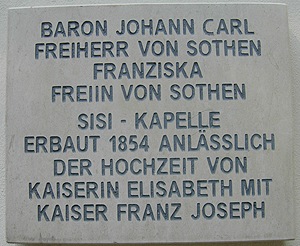 BARON JOHANN CARL
FREIHERR VON SOTHEN
FRANZISKA
FREIIN VON SOTHEN
SISI - KAPELLE
ERBAUT 1854 ANLÄSSLICH
DER HOCHZEIT VON
KAISERIN ELISABETH MIT
KAISER FRANZ JOSEPH